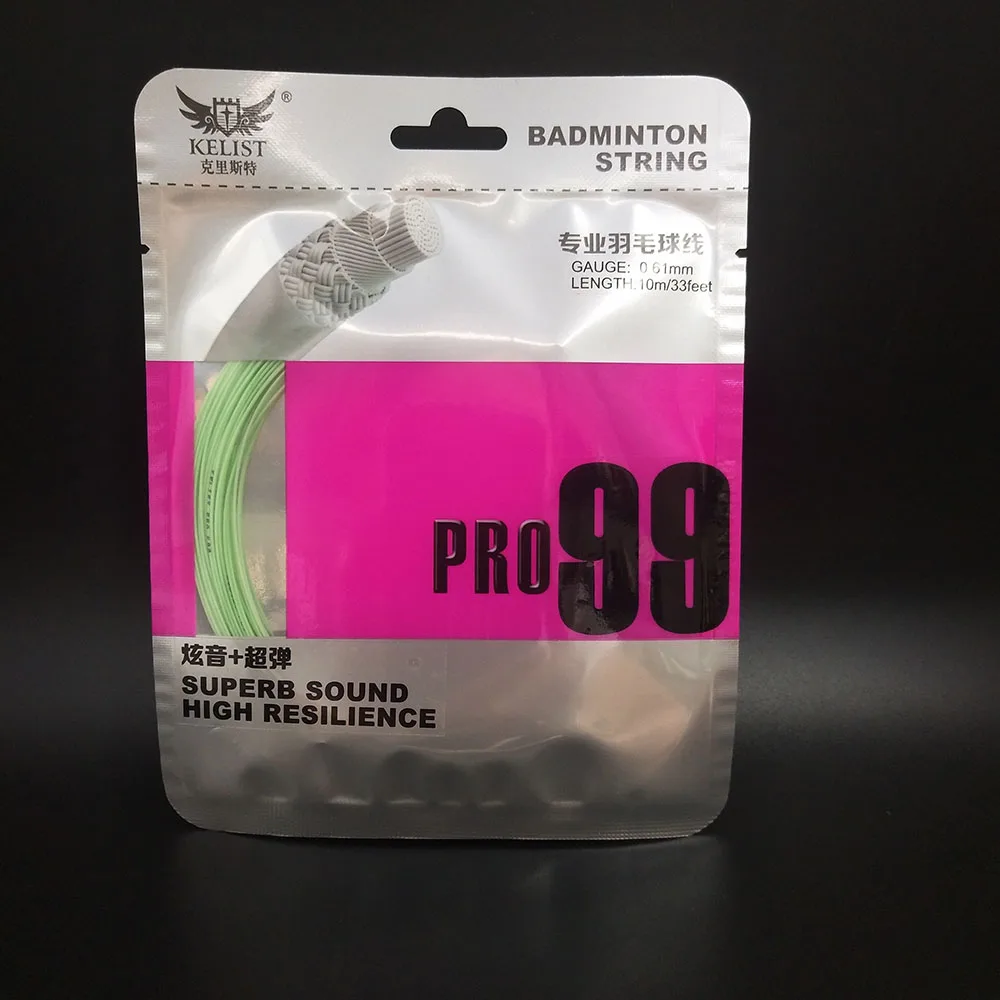 ®
KELIST
克里斯特
BADMINTON
STRING
专业羽毛球线
GAUGE: 0.61mm
LENGTH:10m/33feet
PRO99
炫音+超弹
SUPERB SOUND
HIGH RESILIENCE